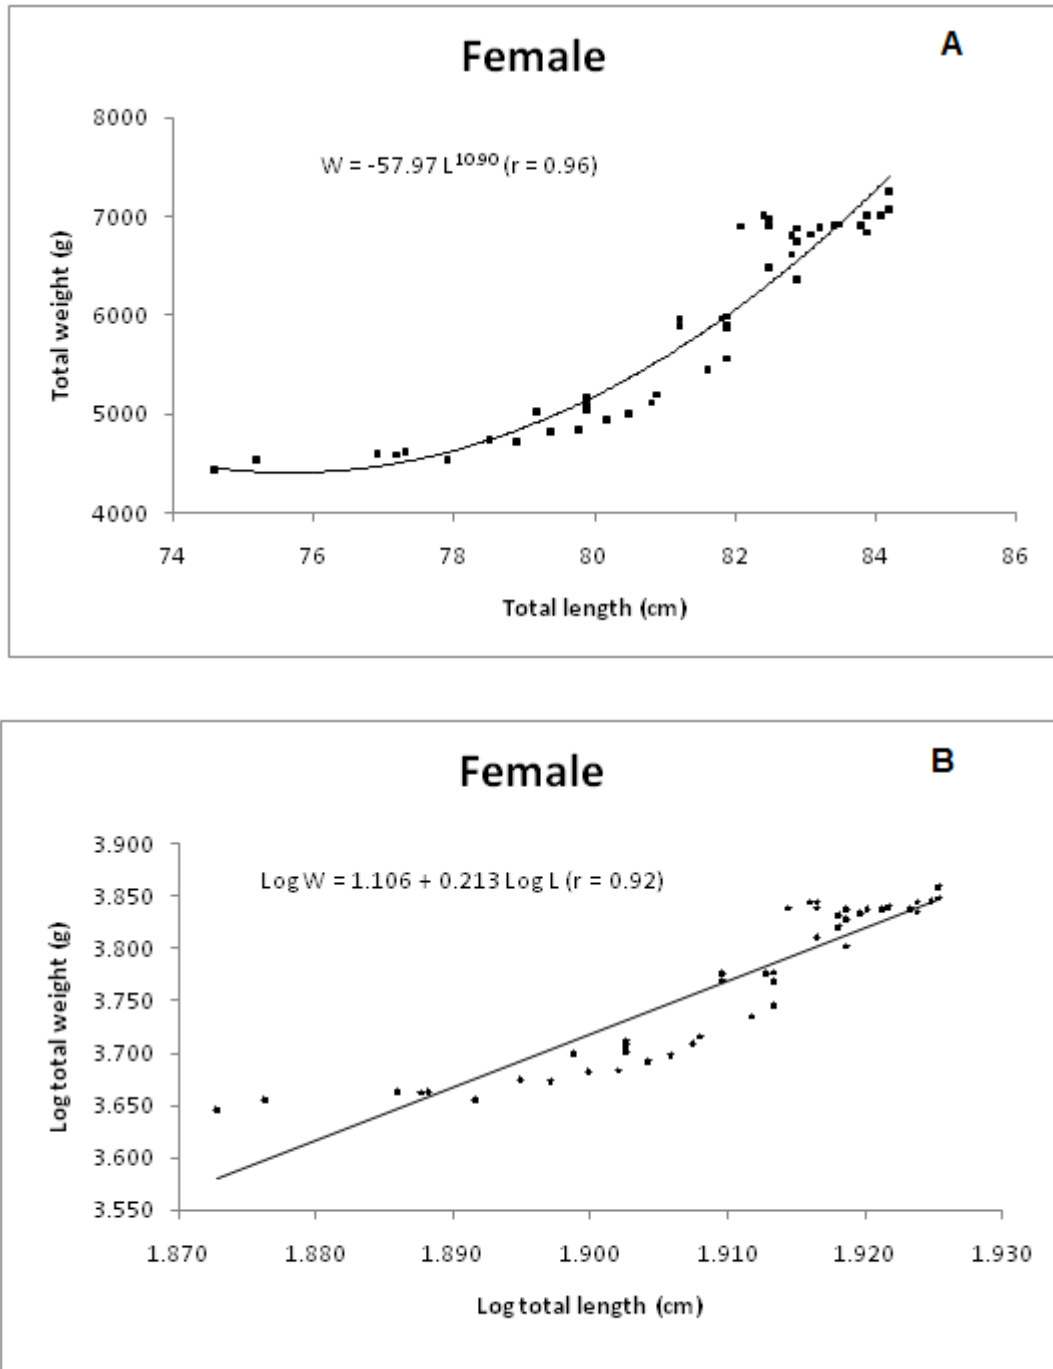 Female
A
8000
W = -57.97 L^10.90 (r = 0.96)
7000
6000
5000
4000
Total weight (g)
74 76 78 80 82 84 86
Total length (cm)
Female
B
3.900
Log W = 1.106 + 0.213 Log L (r = 0.92)
3.850
3.800
3.750
3.700
3.650
3.600
3.550
Log total weight (g)
1.870 1.880 1.890 1.900 1.910 1.920 1.930
Log total length (cm)